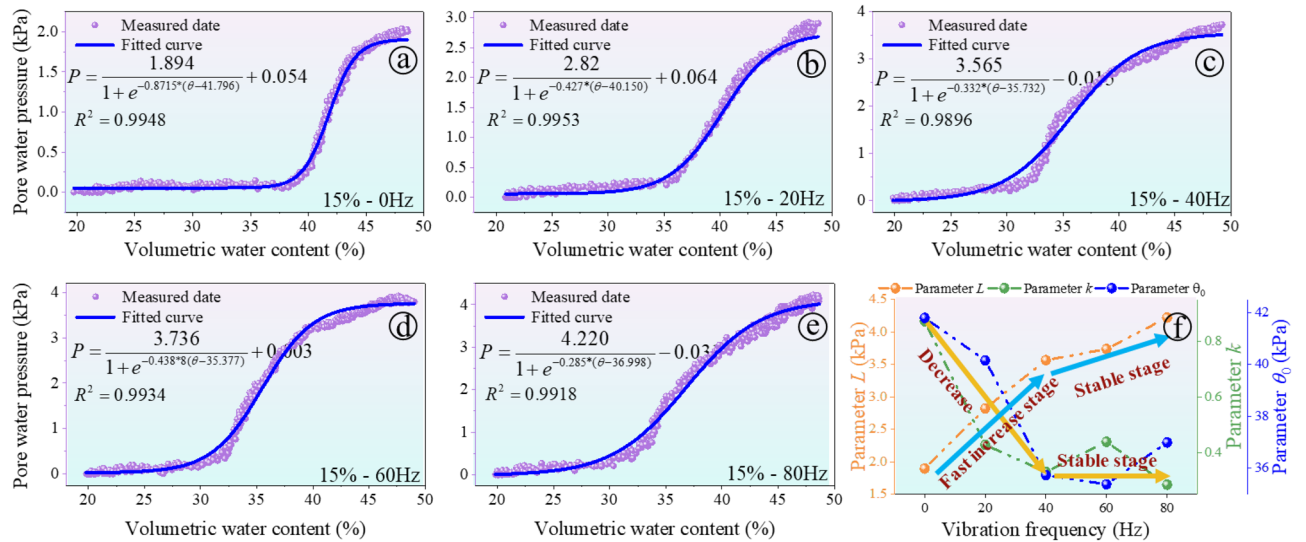 Pore water pressure (kPa)
2.0
1.5
1.0
0.5
0.0
Measured date
Fitted curve
P = 1.894 / (1 + e^(-0.8715*(θ-41.796))) + 0.054
R² = 0.9948
a
15% - 0Hz
20 25 30 35 40 45 50
Volumetric water content (%)
3.0
2.5
2.0
1.5
1.0
0.5
0.0
Measured date
Fitted curve
P = 2.82 / (1 + e^(-0.427*(θ-40.150))) + 0.064
R² = 0.9953
b
15% - 20Hz
20 25 30 35 40 45 50
Volumetric water content (%)
4
3
2
1
0
Measured date
Fitted curve
P = 3.565 / (1 + e^(-0.332*(θ-35.732))) - 0.015
R² = 0.9896
c
15% - 40Hz
20 25 30 35 40 45 50
Volumetric water content (%)
Pore water pressure (kPa)
4
3
2
1
0
Measured date
Fitted curve
P = 3.736 / (1 + e^(-0.438*8(θ-35.377))) + 0.003
R² = 0.9934
d
15% - 60Hz
20 25 30 35 40 45 50
Volumetric water content (%)
4
3
2
1
0
Measured date
Fitted curve
P = 4.220 / (1 + e^(-0.285*(θ-36.998))) - 0.03
R² = 0.9918
e
15% - 80Hz
20 25 30 35 40 45 50
Volumetric water content (%)
Parameter L Parameter k Parameter θ₀
Parameter L (kPa)
4.5
4.0
3.5
3.0
2.5
2.0
1.5
f
Decrease
Fast increase stage
Stable stage
Stable stage
0 20 40 60 80
Vibration frequency (Hz)
0.8
0.6
0.4
Parameter k
42
40
38
36
Parameter θ₀ (kPa)